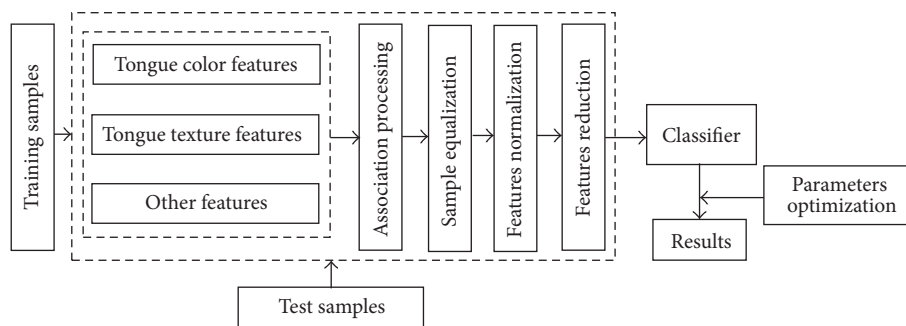 Training samples
Tongue color features
Tongue texture features
Other features
Association processing
Sample equalization
Features normalization
Features reduction
Classifier
Parameters
optimization
Results
Test samples